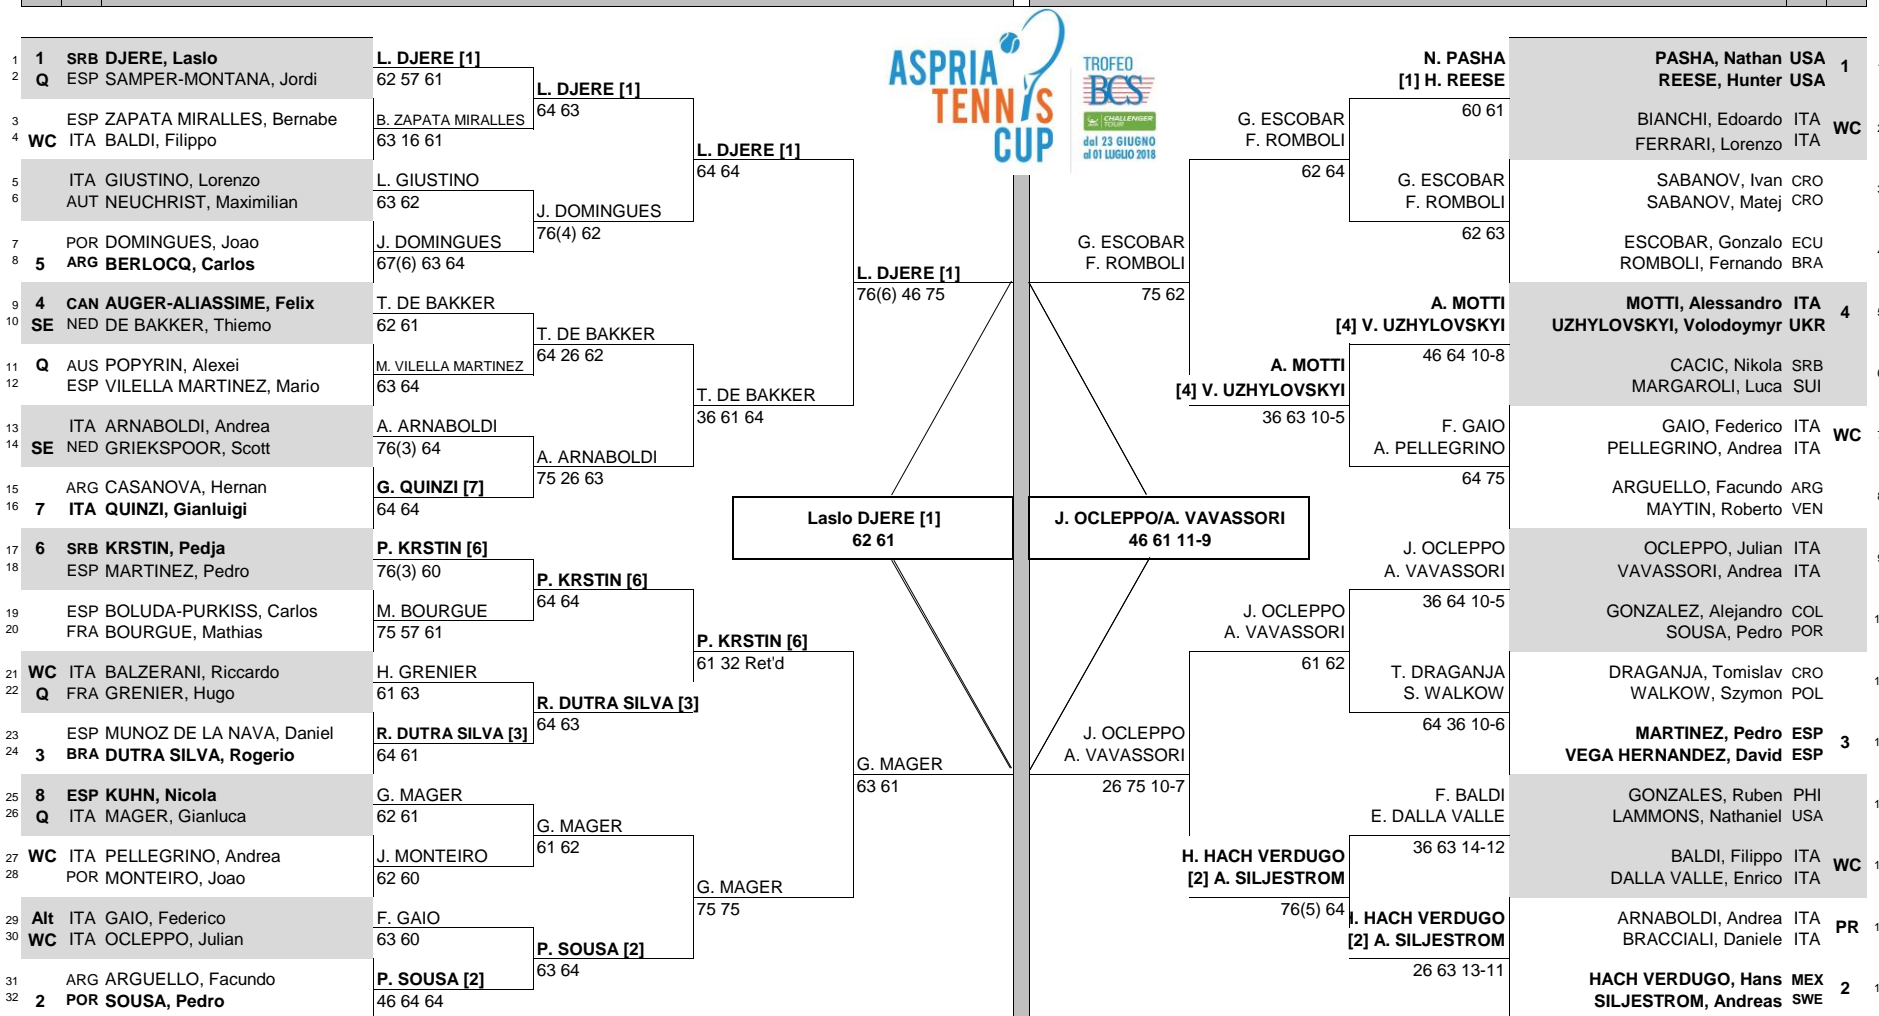 ASPRIA
TENNIS
CUP
TROFEO
BCS
CHALLENGER
TOUR
dal 23 GIUGNO
al 01 LUGLIO 2018
1 1 SRB DJERE, Laslo
2 Q ESP SAMPER-MONTANA, Jordi
3 ESP ZAPATA MIRALLES, Bernabe
4 WC ITA BALDI, Filippo
5 ITA GIUSTINO, Lorenzo
6 AUT NEUCHRIST, Maximilian
7 POR DOMINGUES, Joao
8 5 ARG BERLOCQ, Carlos
9 4 CAN AUGER-ALIASSIME, Felix
10 SE NED DE BAKKER, Thiemo
11 Q AUS POPYRIN, Alexei
12 ESP VILELLA MARTINEZ, Mario
13 ITA ARNABOLDI, Andrea
14 SE NED GRIEKSPOOR, Scott
15 ARG CASANOVA, Hernan
16 7 ITA QUINZI, Gianluigi
17 6 SRB KRSTIN, Pedja
18 ESP MARTINEZ, Pedro
19 ESP BOLUDA-PURKISS, Carlos
20 FRA BOURGUE, Mathias
21 WC ITA BALZERANI, Riccardo
22 Q FRA GRENIER, Hugo
23 ESP MUNOZ DE LA NAVA, Daniel
24 3 BRA DUTRA SILVA, Rogerio
25 8 ESP KUHN, Nicola
26 Q ITA MAGER, Gianluca
27 WC ITA PELLEGRINO, Andrea
28 POR MONTEIRO, Joao
29 Alt ITA GAIO, Federico
30 WC ITA OCLEPPO, Julian
31 ARG ARGUELLO, Facundo
32 2 POR SOUSA, Pedro
L. DJERE [1]
62 57 61
B. ZAPATA MIRALLES
63 16 61
L. GIUSTINO
63 62
J. DOMINGUES
67(6) 63 64
T. DE BAKKER
62 61
M. VILELLA MARTINEZ
63 64
A. ARNABOLDI
76(3) 64
G. QUINZI [7]
64 64
P. KRSTIN [6]
76(3) 60
M. BOURGUE
75 57 61
H. GRENIER
61 63
R. DUTRA SILVA [3]
64 61
G. MAGER
62 61
J. MONTEIRO
62 60
F. GAIO
63 60
P. SOUSA [2]
46 64 64
L. DJERE [1]
64 63
J. DOMINGUES
76(4) 62
T. DE BAKKER
64 26 62
A. ARNABOLDI
75 26 63
P. KRSTIN [6]
64 64
R. DUTRA SILVA [3]
64 63
G. MAGER
61 62
P. SOUSA [2]
63 64
L. DJERE [1]
64 64
T. DE BAKKER
36 61 64
P. KRSTIN [6]
61 32 Ret'd
G. MAGER
75 75
L. DJERE [1]
76(6) 46 75
G. MAGER
63 61
Laslo DJERE [1]
62 61
J. OCLEPPO/A. VAVASSORI
46 61 11-9
G. ESCOBAR
F. ROMBOLI
75 62
J. OCLEPPO
A. VAVASSORI
26 75 10-7
G. ESCOBAR
F. ROMBOLI
62 64
A. MOTTI
[4] V. UZHYLOVSKYI
36 63 10-5
J. OCLEPPO
A. VAVASSORI
61 62
H. HACH VERDUGO
[2] A. SILJESTROM
76(5) 64
N. PASHA
[1] H. REESE
60 61
G. ESCOBAR
F. ROMBOLI
62 63
A. MOTTI
[4] V. UZHYLOVSKYI
46 64 10-8
F. GAIO
A. PELLEGRINO
64 75
J. OCLEPPO
A. VAVASSORI
36 64 10-5
T. DRAGANJA
S. WALKOW
64 36 10-6
F. BALDI
E. DALLA VALLE
36 63 14-12
HACH VERDUGO
[2] A. SILJESTROM
26 63 13-11
PASHA, Nathan USA 1
REESE, Hunter USA
BIANCHI, Edoardo ITA WC
FERRARI, Lorenzo ITA
SABANOV, Ivan CRO
SABANOV, Matej CRO
ESCOBAR, Gonzalo ECU
ROMBOLI, Fernando BRA
MOTTI, Alessandro ITA 4
UZHYLOVSKYI, Volodoymyr UKR
CACIC, Nikola SRB
MARGAROLI, Luca SUI
GAIO, Federico ITA WC
PELLEGRINO, Andrea ITA
ARGUELLO, Facundo ARG
MAYTIN, Roberto VEN
OCLEPPO, Julian ITA
VAVASSORI, Andrea ITA
GONZALEZ, Alejandro COL
SOUSA, Pedro POR
DRAGANJA, Tomislav CRO
WALKOW, Szymon POL
MARTINEZ, Pedro ESP 3
VEGA HERNANDEZ, David ESP
GONZALES, Ruben PHI
LAMMONS, Nathaniel USA
BALDI, Filippo ITA WC
DALLA VALLE, Enrico ITA
ARNABOLDI, Andrea ITA PR
BRACCIALI, Daniele ITA
HACH VERDUGO, Hans MEX 2
SILJESTROM, Andreas SWE